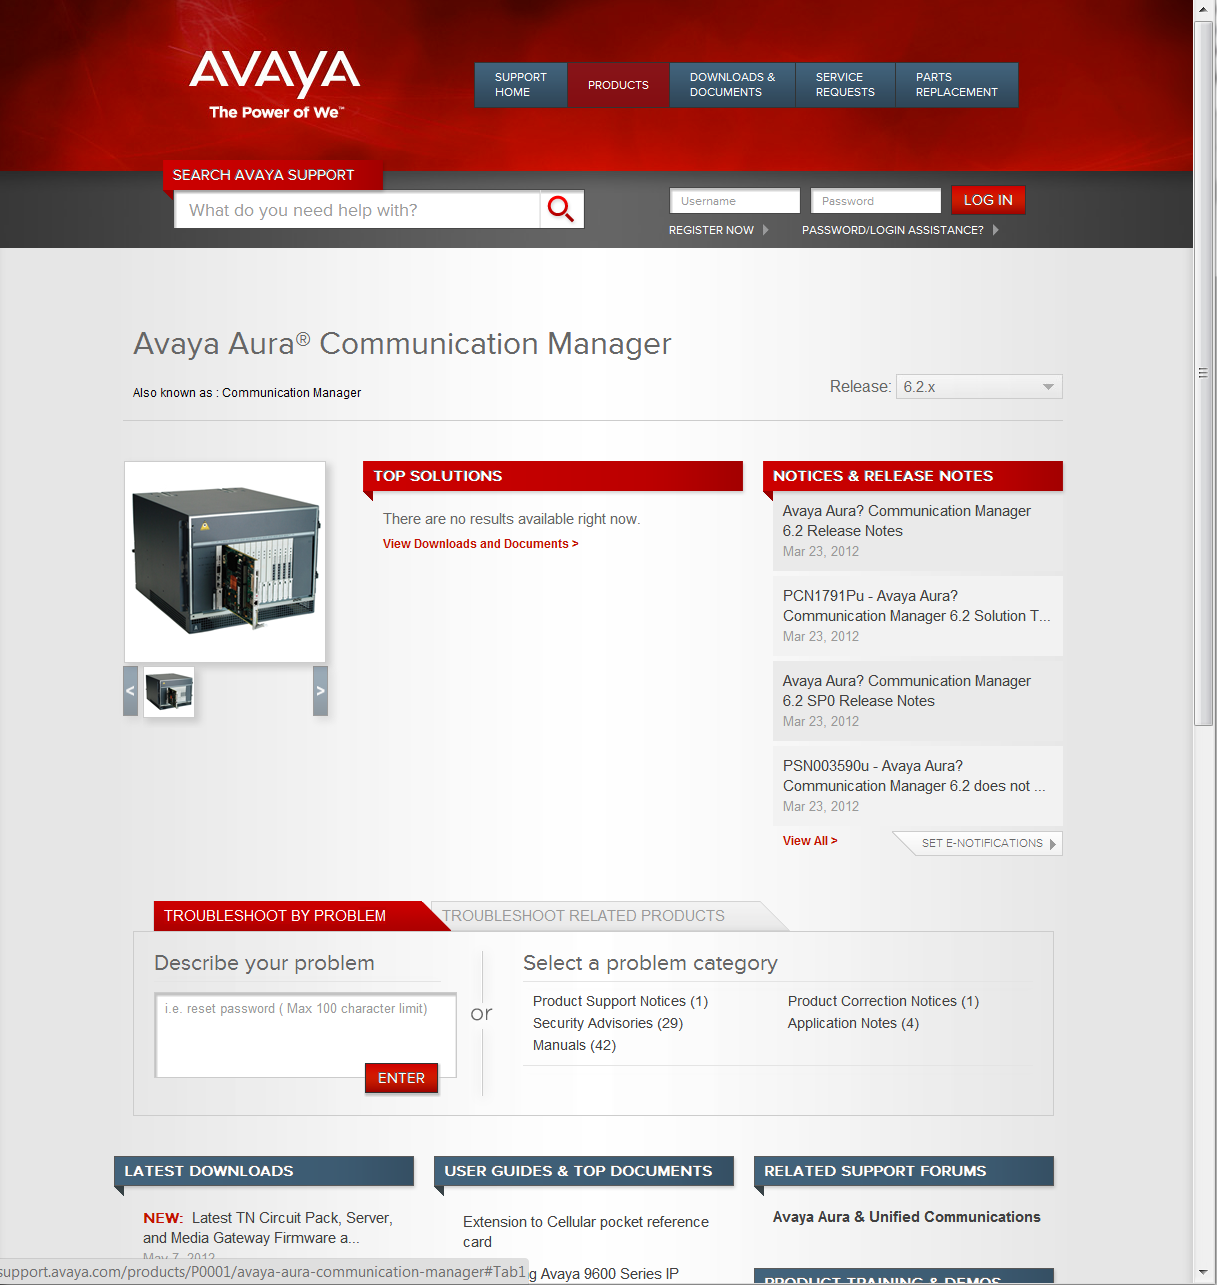 AVAYA
The Power of We™
SUPPORT
HOME
PRODUCTS
DOWNLOADS &
DOCUMENTS
SERVICE
REQUESTS
PARTS
REPLACEMENT
SEARCH AVAYA SUPPORT
What do you need help with?
Username
Password
LOG IN
REGISTER NOW
PASSWORD/LOGIN ASSISTANCE?
Avaya Aura® Communication Manager
Also known as : Communication Manager
Release: 6.2.x
TOP SOLUTIONS
There are no results available right now.
View Downloads and Documents >
NOTICES & RELEASE NOTES
Avaya Aura? Communication Manager
6.2 Release Notes
Mar 23, 2012
PCN1791Pu - Avaya Aura?
Communication Manager 6.2 Solution T...
Mar 23, 2012
Avaya Aura? Communication Manager
6.2 SP0 Release Notes
Mar 23, 2012
PSN003590u - Avaya Aura?
Communication Manager 6.2 does not ...
Mar 23, 2012
View All >
SET E-NOTIFICATIONS
< >
TROUBLESHOOT BY PROBLEM
TROUBLESHOOT RELATED PRODUCTS
Describe your problem
i.e. reset password ( Max 100 character limit)
ENTER
or
Select a problem category
Product Support Notices (1)
Product Correction Notices (1)
Security Advisories (29)
Application Notes (4)
Manuals (42)
LATEST DOWNLOADS
NEW: Latest TN Circuit Pack, Server,
and Media Gateway Firmware a...
May 7, 2012
USER GUIDES & TOP DOCUMENTS
Extension to Cellular pocket reference
card
g Avaya 9600 Series IP
RELATED SUPPORT FORUMS
Avaya Aura & Unified Communications
PRODUCT TRAINING & DEMOS
support.avaya.com/products/P0001/avaya-aura-communication-manager#Tab1